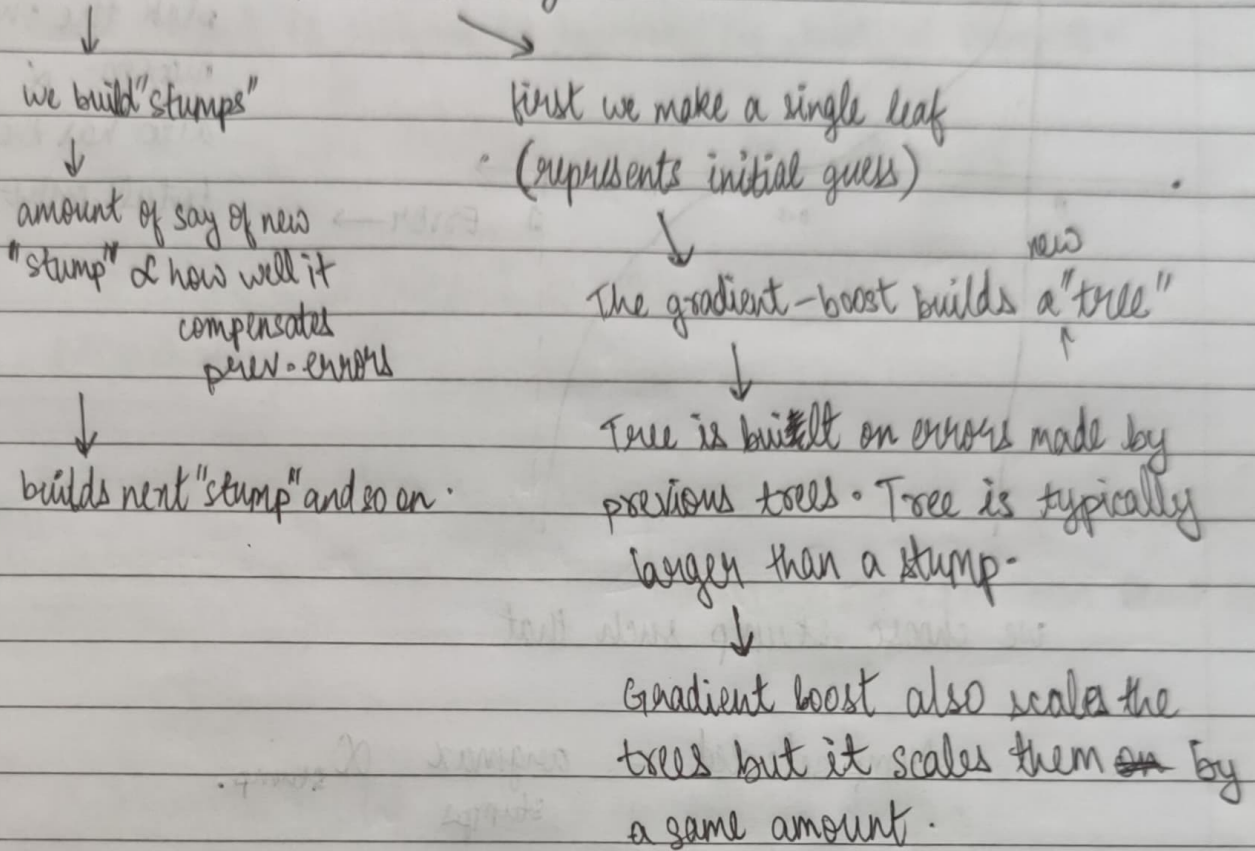 we build "stumps"
amount of say of new
"stump" ∝ how well it
compensates
prev. errors
builds next "stump" and so on.
first we make a single leaf
(represents initial guess)
new
The gradient-boost builds a "tree"
Tree is built on errors made by
previous trees. Tree is typically
larger than a stump.
Gradient boost also scales the
trees but it scales them by
a same amount.